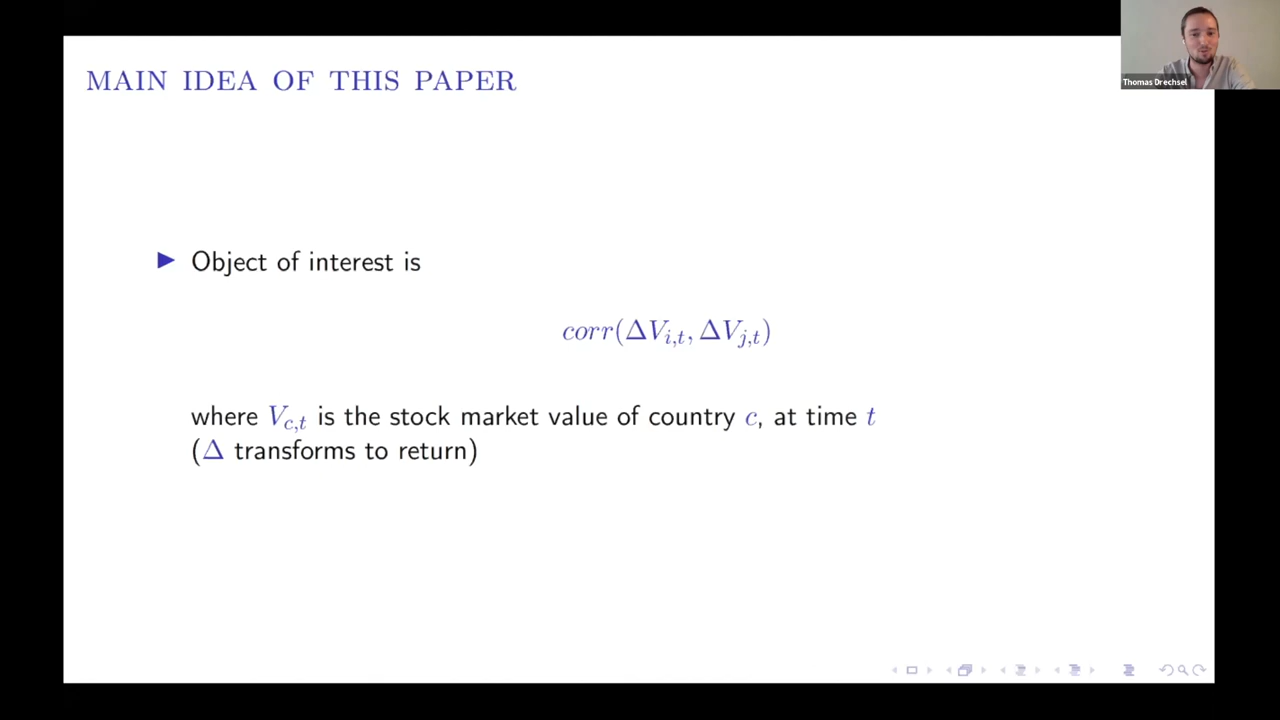 MAIN IDEA OF THIS PAPER
Thomas Drechsel
▶ Object of interest is
corr(ΔV_{i,t}, ΔV_{j,t})
where V_{c,t} is the stock market value of country c, at time t
(Δ transforms to return)